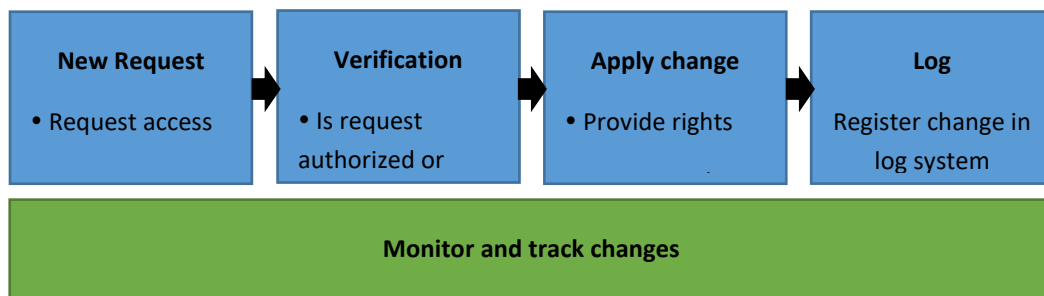 New Request
• Request access
Verification
• Is request
authorized or
Apply change
• Provide rights
Log
Register change in
log system
Monitor and track changes